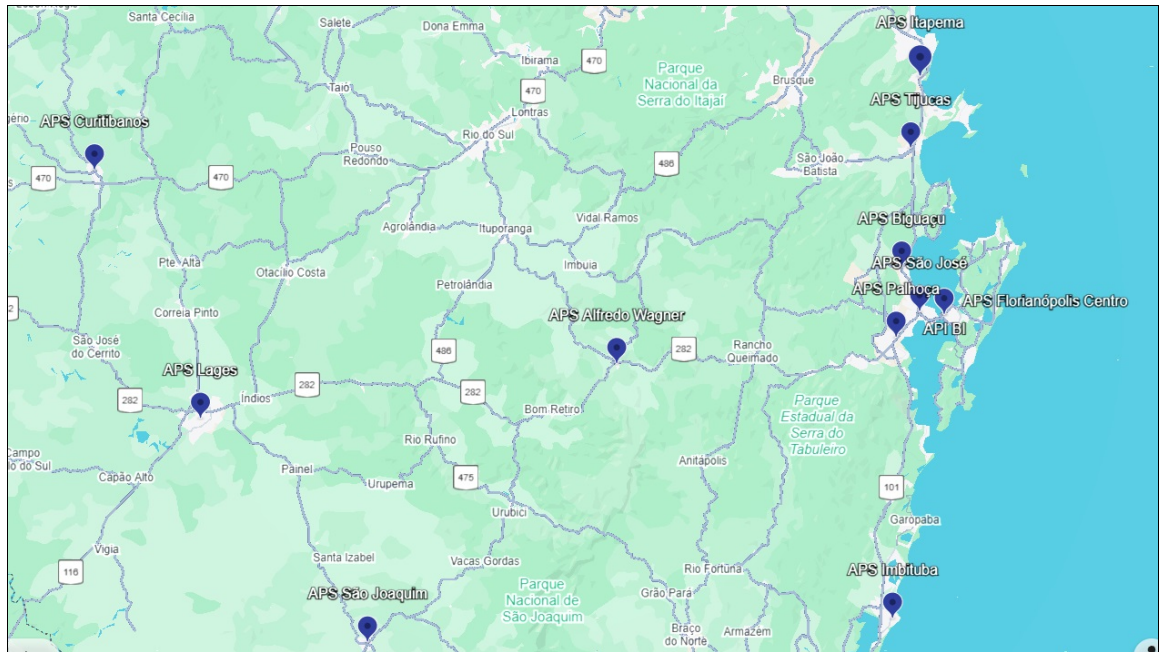 Santa Cecília
Salete
Dona Emma
APS Itapema
Ibirama
470
Parque
Nacional da
Serra do Itajaí
Brusque
Taió
470
APS Tijucas
Lontras
APS Curitibanos
Rio do Sul
Pouso
Redondo
486
São João
Batista
470
470
Vidal Ramos
APS Biguaçu
Agrolândia
Ituporanga
Pte. Alta
Otacílio Costa
Imbuia
APS São José
Petrolândia
APS Palhoça
APS Florianópolis Centro
Correia Pinto
APS Alfredo Wagner
API BI
São José
do Cerrito
486
282
Rancho
Queimado
APS Lages
282
282
282
Índios
Bom Retiro
Parque
Estadual da
Serra do
Tabuleiro
Rio Rufino
Campo
Painel
475
Anitápolis
Capão Alto
Urupema
101
Urubici
Garopaba
Vigia
Santa Izabel
Vacas Gordas
116
Rio Fortuna
APS Imbituba
Parque
Nacional de
São Joaquim
APS São Joaquim
Grão Pará
Braço
do Norte
Armazém